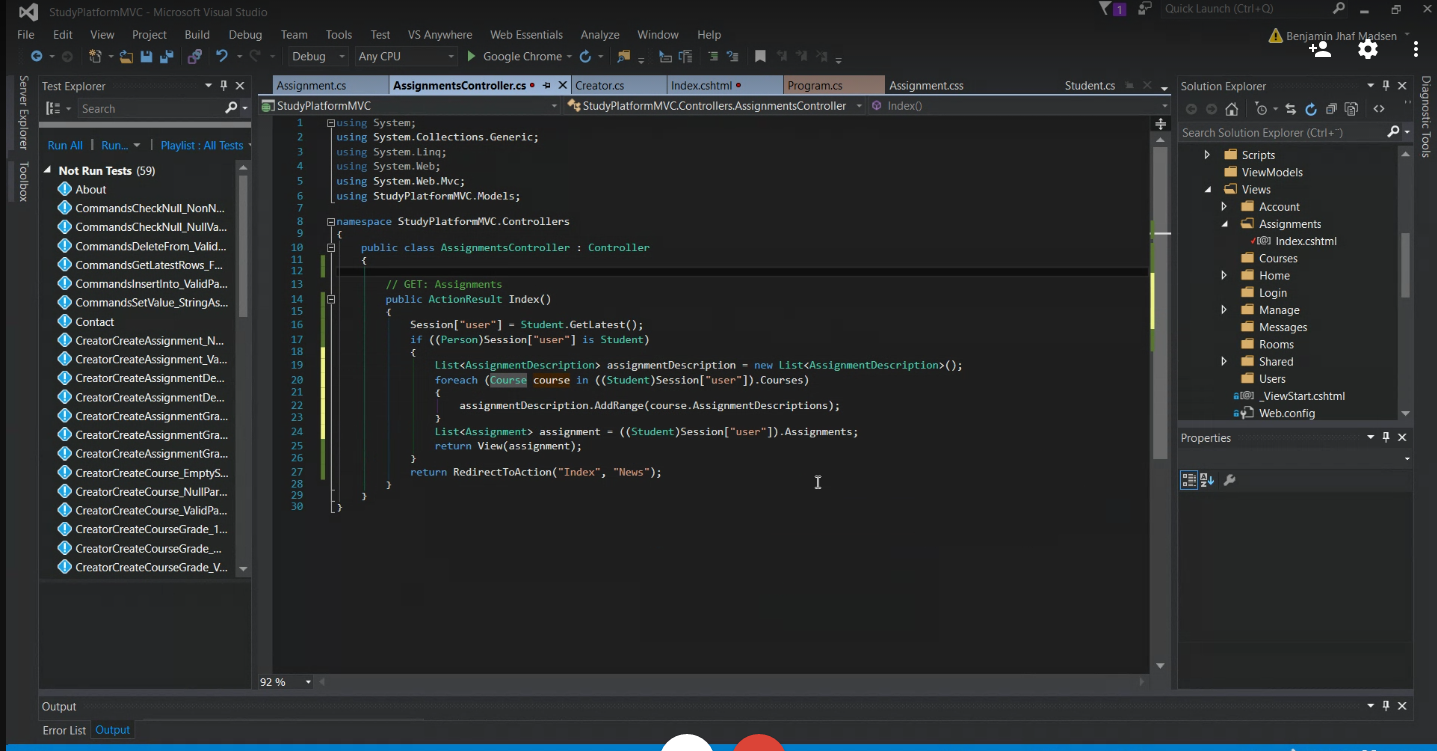 StudyPlatformMVC - Microsoft Visual Studio
1
Quick Launch (Ctrl+Q)
File Edit View Project Build Debug Team Tools Test VS Anywhere Web Essentials Analyze Window Help
Benjamin Jhaf Madsen
Debug Any CPU Google Chrome
Server Explorer
Toolbox
Test Explorer
Search
Run All | Run... | Playlist : All Tests
Not Run Tests (59)
About
CommandsCheckNull_NonN...
CommandsCheckNull_NullVa...
CommandsDeleteFrom_Valid...
CommandsGetLatestRows_F...
CommandsInsertInto_ValidPa...
CommandsSetValue_StringAs...
Contact
CreatorCreateAssignment_N...
CreatorCreateAssignment_Va...
CreatorCreateAssignmentDe...
CreatorCreateAssignmentDe...
CreatorCreateAssignmentGra...
CreatorCreateAssignmentGra...
CreatorCreateAssignmentGra...
CreatorCreateCourse_EmptyS...
CreatorCreateCourse_NullPar...
CreatorCreateCourse_ValidPa...
CreatorCreateCourseGrade_1...
CreatorCreateCourseGrade_...
CreatorCreateCourseGrade_V...
Assignment.cs AssignmentsController.cs Creator.cs Index.cshtml Program.cs Assignment.css Student.cs
StudyPlatformMVC StudyPlatformMVC.Controllers.AssignmentsController Index()
1 using System;
2 using System.Collections.Generic;
3 using System.Linq;
4 using System.Web;
5 using System.Web.Mvc;
6 using StudyPlatformMVC.Models;
7
8 namespace StudyPlatformMVC.Controllers
9 {
10 public class AssignmentsController : Controller
11 {
12
13 // GET: Assignments
14 public ActionResult Index()
15 {
16 Session["user"] = Student.GetLatest();
17 if ((Person)Session["user"] is Student)
18 {
19 List<AssignmentDescription> assignmentDescription = new List<AssignmentDescription>();
20 foreach (Course course in ((Student)Session["user"]).Courses)
21 {
22 assignmentDescription.AddRange(course.AssignmentDescriptions);
23 }
24 List<Assignment> assignment = ((Student)Session["user"]).Assignments;
25 return View(assignment);
26 }
27 return RedirectToAction("Index", "News");
28 }
29 }
30 }
92 %
Solution Explorer
Search Solution Explorer (Ctrl+¨)
Scripts
ViewModels
Views
Account
Assignments
Index.cshtml
Courses
Home
Login
Manage
Messages
Rooms
Shared
Users
_ViewStart.cshtml
Web.config
Properties
Diagnostic Tools
Output
Error List Output